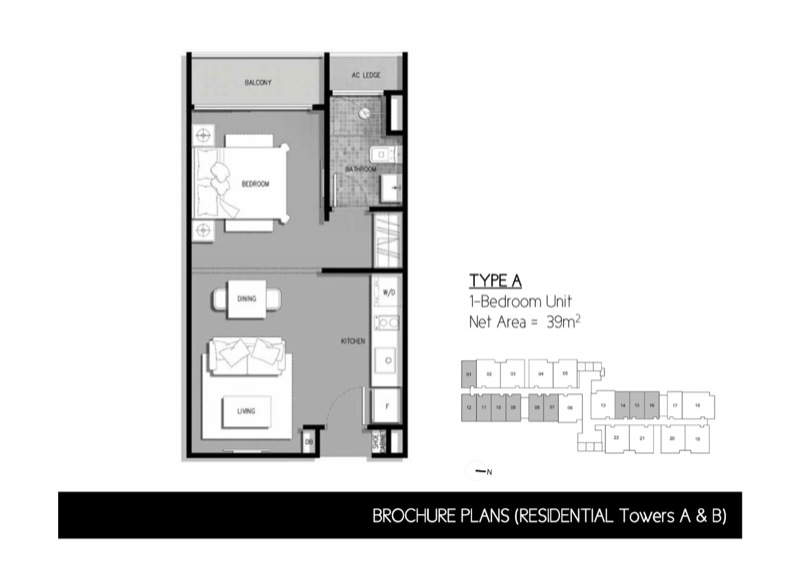 BALCONY
AC LEDGE
BATHROOM
BEDROOM
DINING
W/D
KITCHEN
LIVING
F
DB
SHOE CABINET
TYPE A
1-Bedroom Unit
Net Area = 39m²
01 02 03 04 05
12 11 10 09 08 07 06
13 14 15 16 17 18
22 21 20 19
N
BROCHURE PLANS (RESIDENTIAL Towers A & B)